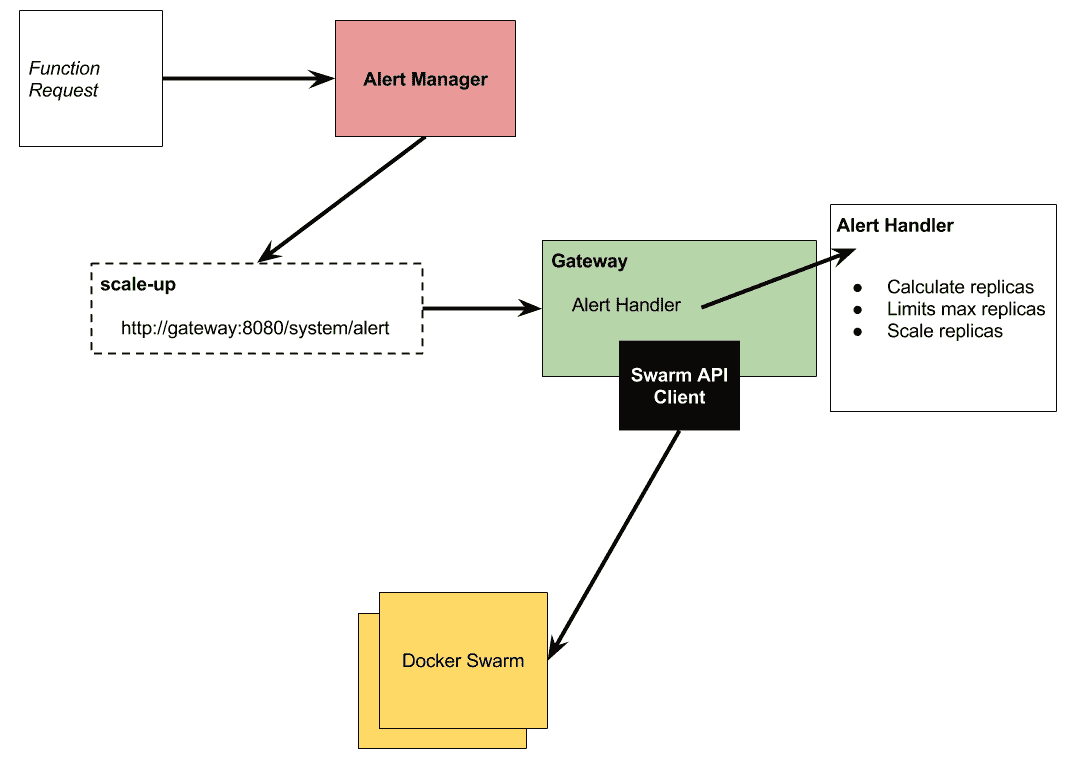 Function
Request
Alert Manager
scale-up
http://gateway:8080/system/alert
Gateway
Alert Handler
Swarm API
Client
Alert Handler
● Calculate replicas
● Limits max replicas
● Scale replicas
Docker Swarm